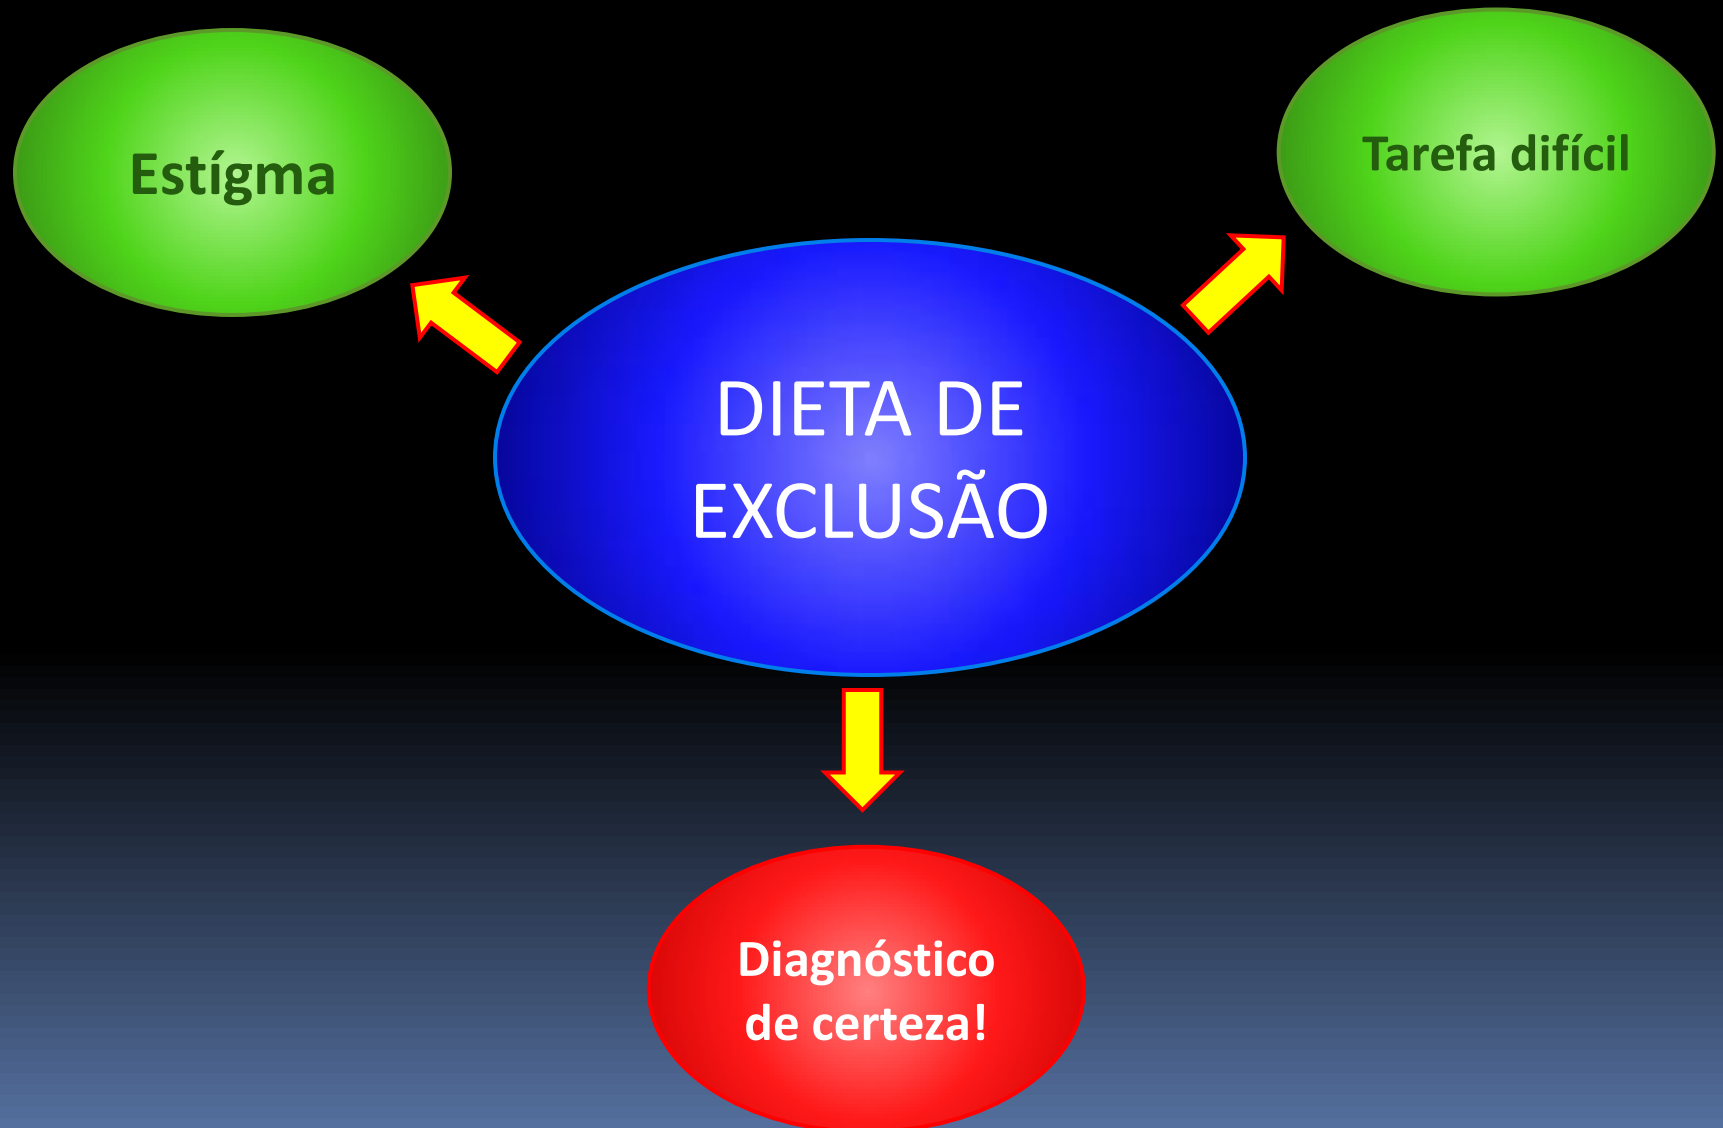 Estígma
Tarefa difícil
DIETA DE
EXCLUSÃO
Diagnóstico
de certeza!